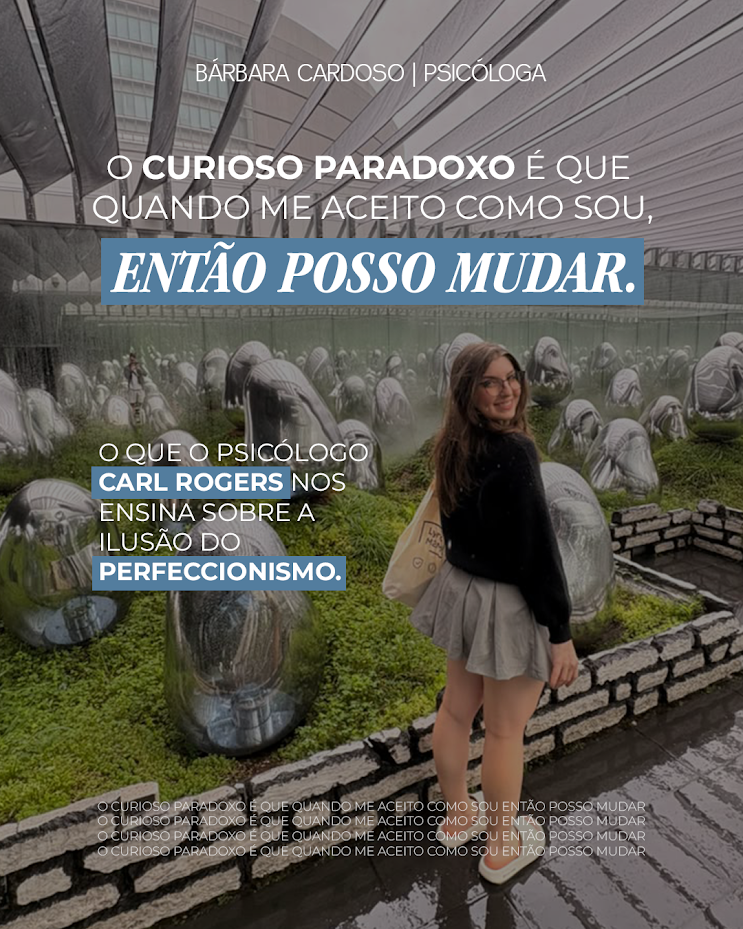 BÁRBARA CARDOSO | PSICÓLOGA
O CURIOSO PARADOXO É QUE
QUANDO ME ACEITO COMO SOU,
ENTÃO POSSO MUDAR.
O QUE O PSICÓLOGO
CARL ROGERS NOS
ENSINA SOBRE A
ILUSÃO DO
PERFECCIONISMO.
O CURIOSO PARADOXO É QUE QUANDO ME ACEITO COMO SOU ENTÃO POSSO MUDAR
O CURIOSO PARADOXO É QUE QUANDO ME ACEITO COMO SOU ENTÃO POSSO MUDAR
O CURIOSO PARADOXO É QUE QUANDO ME ACEITO COMO SOU ENTÃO POSSO MUDAR
O CURIOSO PARADOXO É QUE QUANDO ME ACEITO COMO SOU ENTÃO POSSO MUDAR